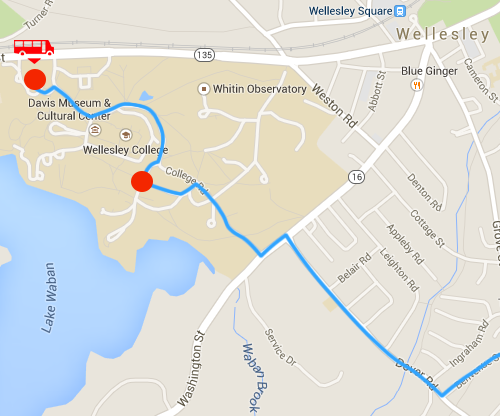 Turner R
Wellesley Square
Wellesley
135
Blue Ginger
Cameron St
Abbott St
Whitin Observatory
Weston Rd
Davis Museum &
Cultural Center
Wellesley College
College Rd
16
Denton Rd
Cottage St
Appleby Rd
Leighton Rd
Belair Rd
Grove
Lake Waban
Washington St
Service Dr
Waban Brook
Dover Rd
Ingraham Rd